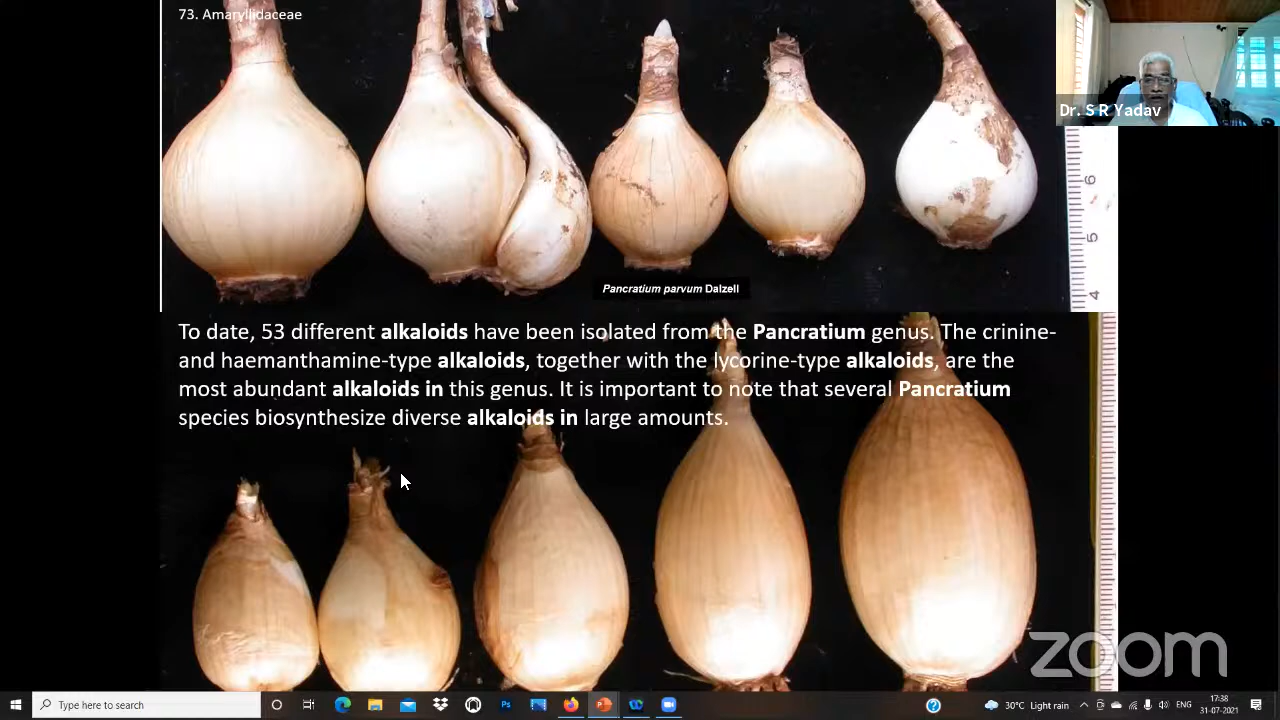 73. Amaryllidaceae
Dr. S R Yadav
6
5
4
Pancratium parvum Dalzell
To date, 53 different alkaloids have been isolated from the Pancratium genus. The crinine-
and haemanthamine-type alkaloids, together with the lycorine-type alkaloids, are the
most abundant alkaloids in this genus. It is important to note that several Pancratium
species biosynthesize diverse alkaloids in large amounts.
zoom
Type here to search
30°C Light rain
ENG
17:38
31-07-2021